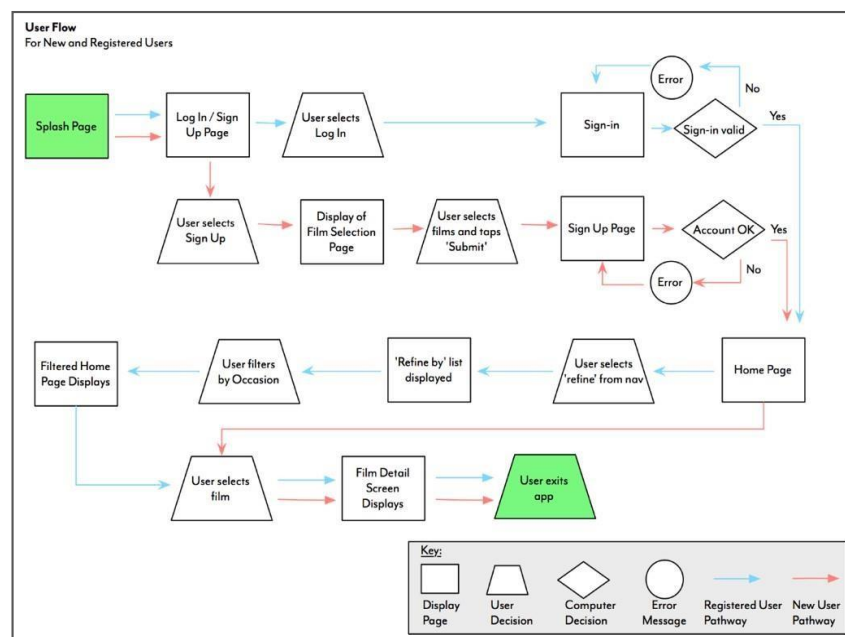 User Flow
For New and Registered Users
Splash Page
Log In / Sign
Up Page
User selects
Log In
Sign-in
Error
No
Sign-in valid
Yes
User selects
Sign Up
Display of
Film Selection
Page
User selects
films and taps
'Submit'
Sign Up Page
Account OK
Yes
No
Error
Filtered Home
Page Displays
User filters
by Occasion
'Refine by' list
displayed
User selects
'refine' from nav
Home Page
User selects
film
Film Detail
Screen
Displays
User exits
app
Key:
Display
Page
User
Decision
Computer
Decision
Error
Message
Registered User
Pathway
New User
Pathway